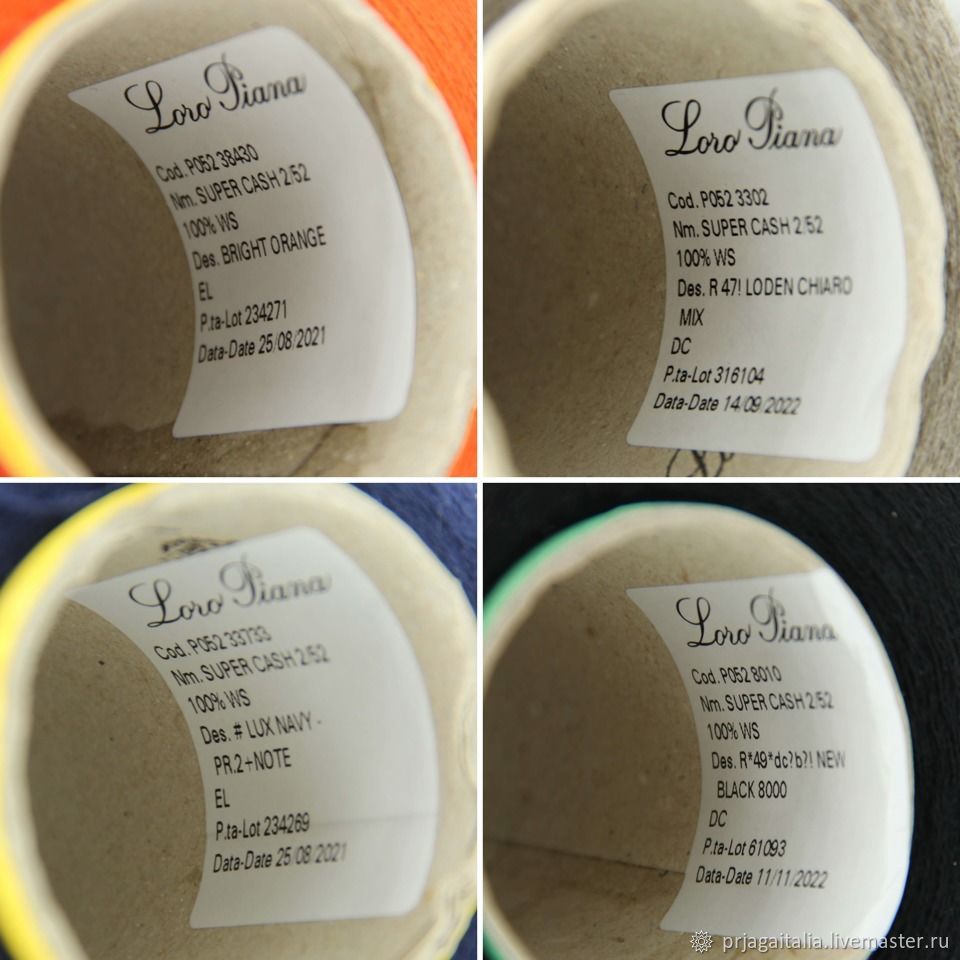 Loro Piana
Cod. P052 38430
Nm. SUPER CASH 2/52
100% WS
Des. BRIGHT ORANGE
EL
P.ta-Lot 234271
Data-Date 25/08/2021
Loro Piana
Cod. P052 3302
Nm. SUPER CASH 2/52
100% WS
Des. R 47! LODEN CHIARO
MIX
DC
P.ta-Lot 316104
Data-Date 14/09/2022
Loro Piana
Cod. P052 33733
Nm. SUPER CASH 2/52
100% WS
Des. # LUX NAVY -
PR.2+NOTE
EL
P.ta-Lot 234269
Data-Date 25/08/2021
Loro Piana
Cod. P052 8010
Nm. SUPER CASH 2/52
100% WS
Des. R*49*dc?b?! NEW
BLACK 8000
DC
P.ta-Lot 61093
Data-Date 11/11/2022
prjagaitalia.livemaster.ru